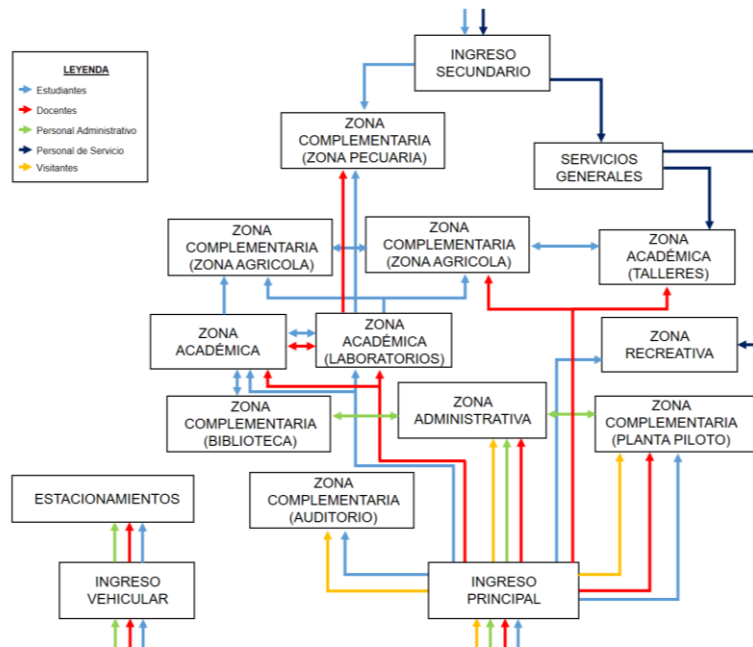 INGRESO
SECUNDARIO
LEYENDA
Estudiantes
Docentes
Personal Administrativo
Personal de Servicio
Visitantes
ZONA
COMPLEMENTARIA
(ZONA PECUARIA)
SERVICIOS
GENERALES
ZONA
COMPLEMENTARIA
(ZONA AGRICOLA)
ZONA
COMPLEMENTARIA
(ZONA AGRICOLA)
ZONA
ACADÉMICA
(TALLERES)
ZONA
ACADÉMICA
ZONA
ACADÉMICA
(LABORATORIOS)
ZONA
RECREATIVA
ZONA
COMPLEMENTARIA
(BIBLIOTECA)
ZONA
ADMINISTRATIVA
ZONA
COMPLEMENTARIA
(PLANTA PILOTO)
ESTACIONAMIENTOS
ZONA
COMPLEMENTARIA
(AUDITORIO)
INGRESO
VEHICULAR
INGRESO
PRINCIPAL